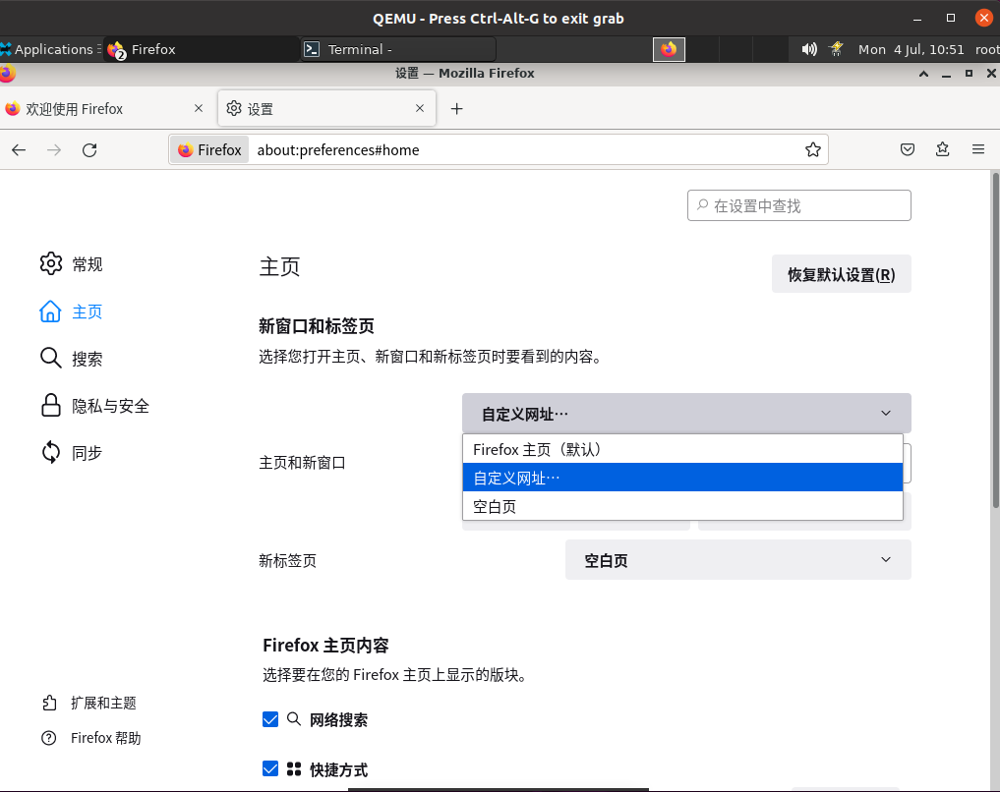 QEMU - Press Ctrl-Alt-G to exit grab
Applications
2
Firefox
Terminal -
Mon 4 Jul, 10:51 root
设置 — Mozilla Firefox
欢迎使用 Firefox
设置
Firefox
about:preferences#home
在设置中查找
常规
主页
搜索
隐私与安全
同步
主页
恢复默认设置(R)
新窗口和标签页
选择您打开主页、新窗口和新标签页时要看到的内容。
自定义网址…
主页和新窗口
Firefox 主页（默认）
自定义网址…
空白页
新标签页
空白页
Firefox 主页内容
选择要在您的 Firefox 主页上显示的版块。
网络搜索
快捷方式
扩展和主题
Firefox 帮助